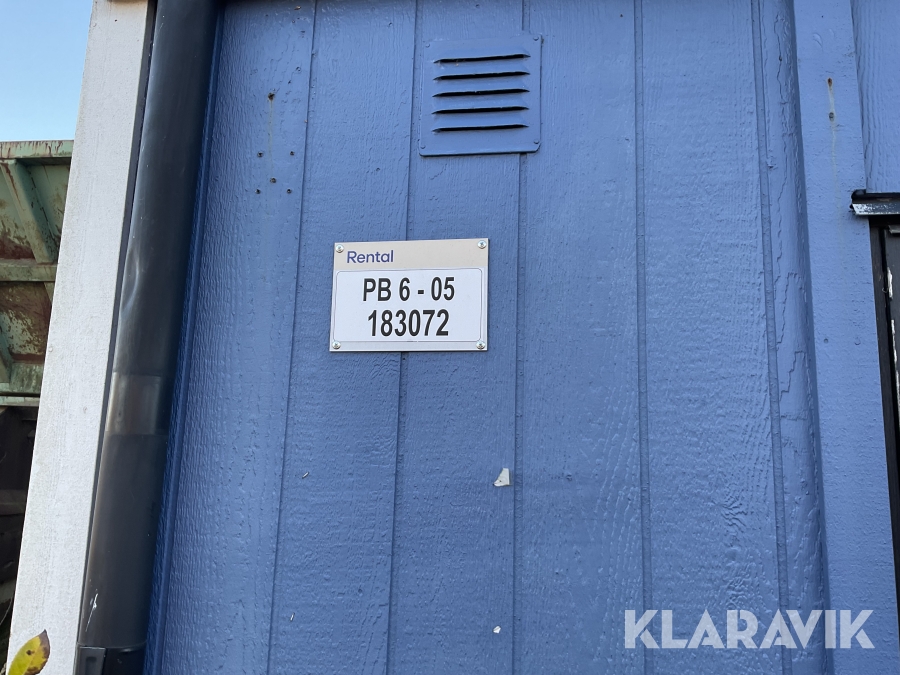 Rental
PB 6 - 05
183072
KLARAVIK